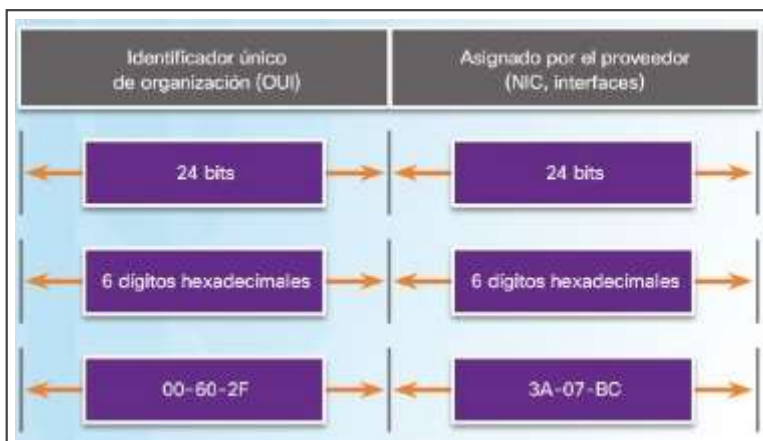 Identificador único
de organización (OUI)
Asignado por el proveedor
(NIC, interfaces)
24 bits
24 bits
6 dígitos hexadecimales
6 dígitos hexadecimales
00-60-2F
3A-07-BC